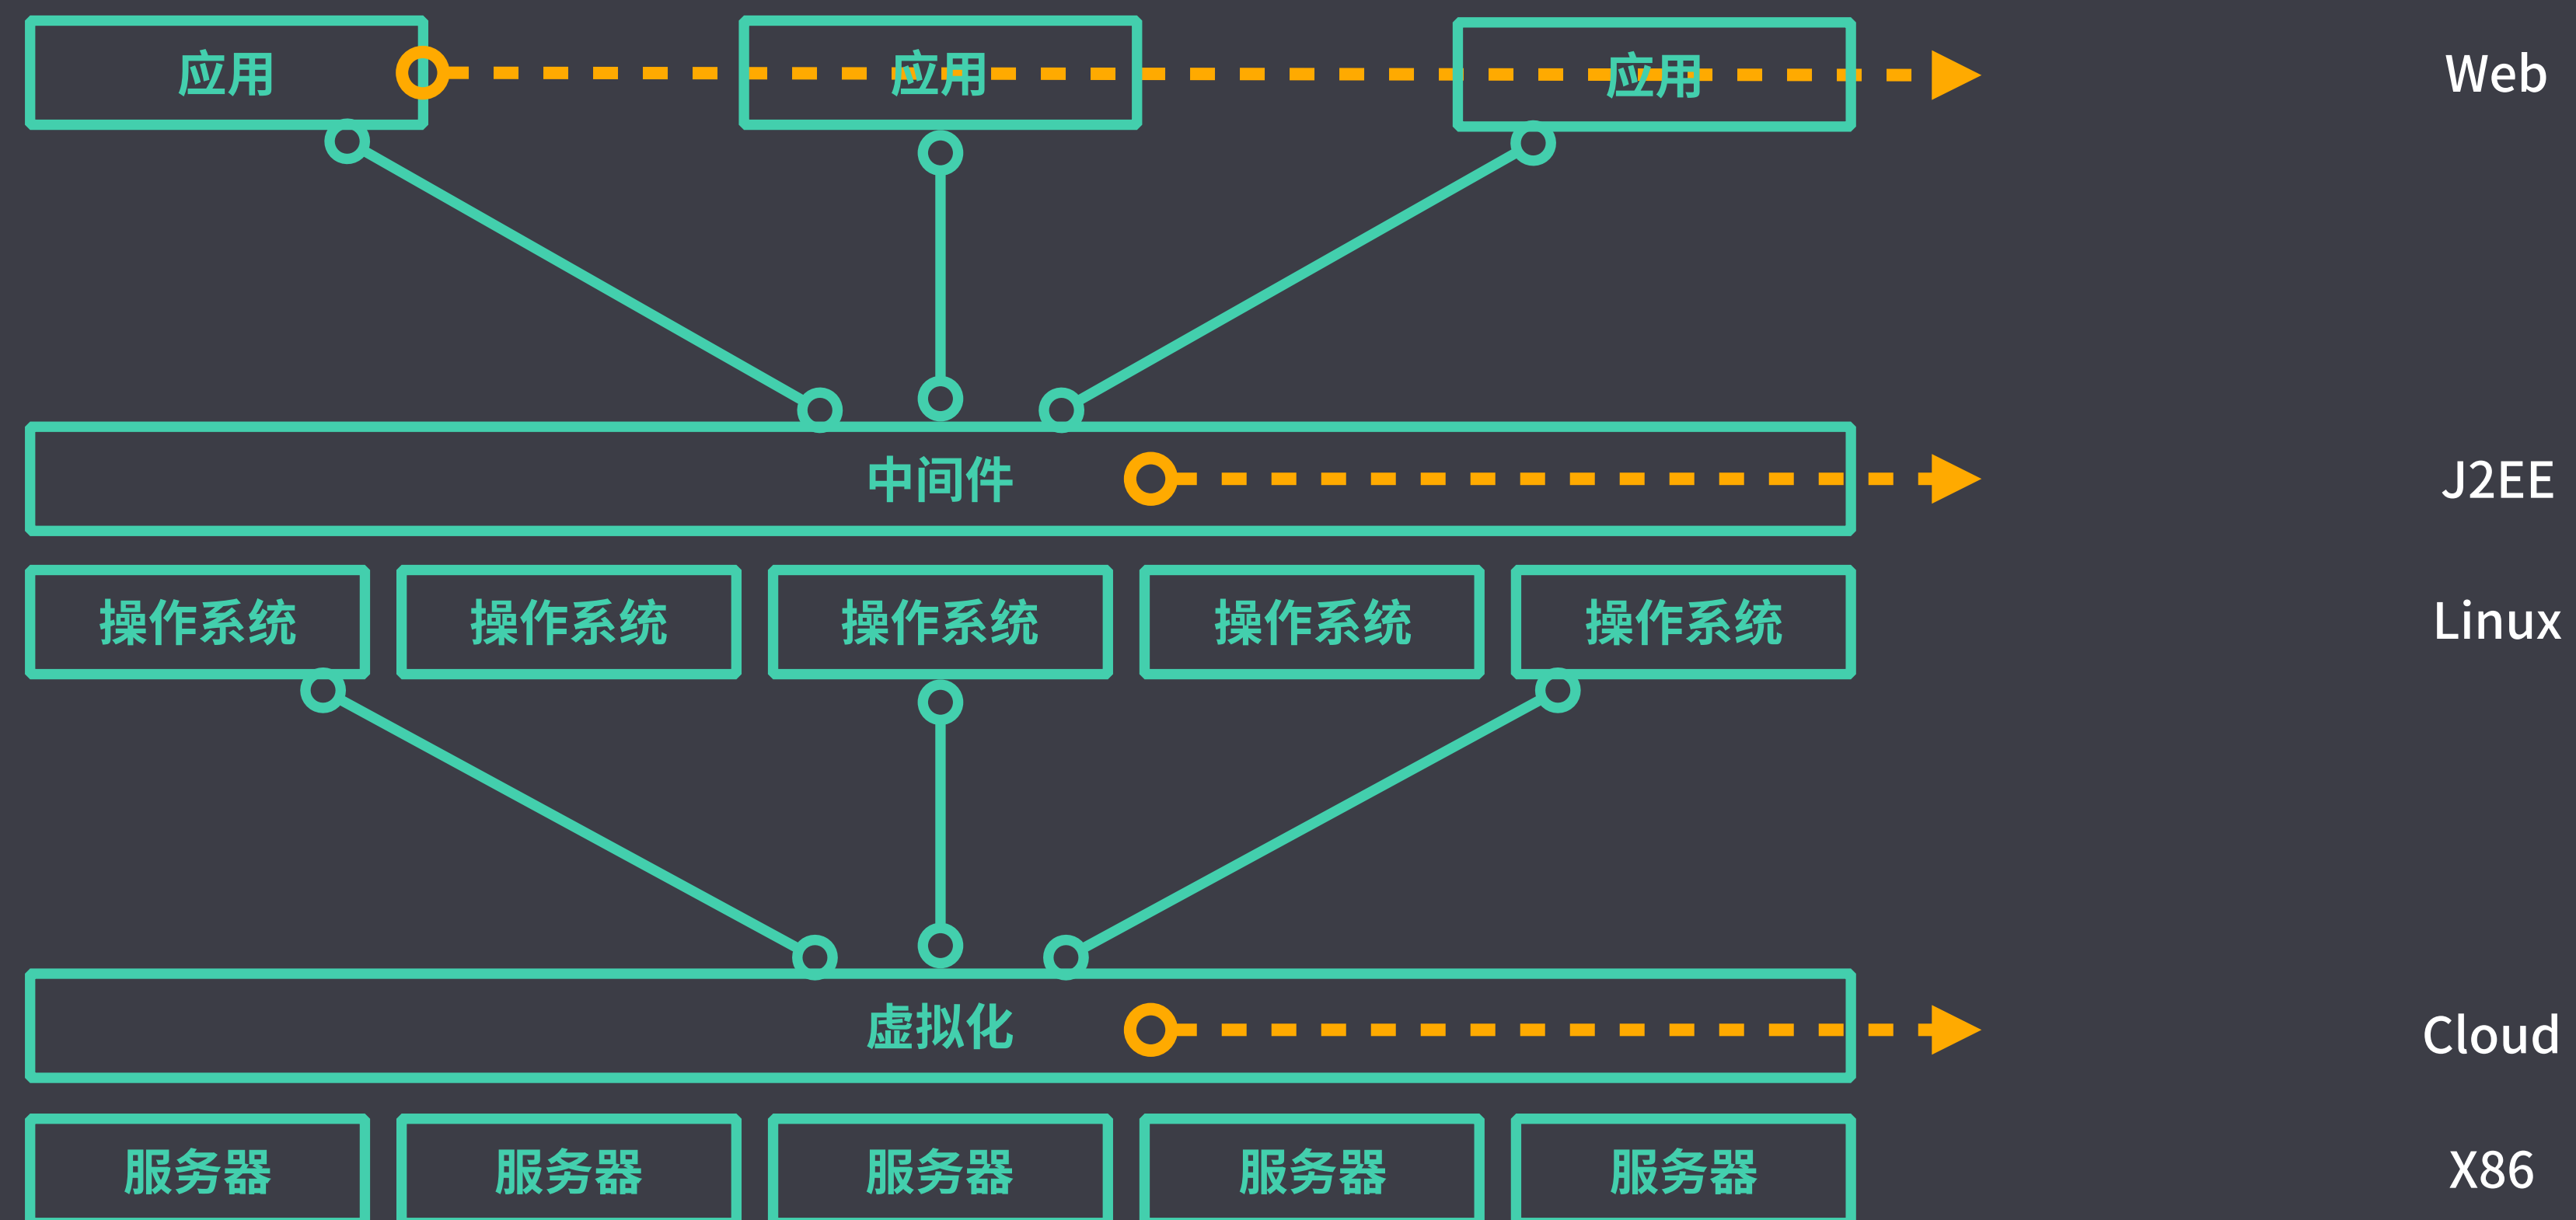 应用 应用 应用 Web
中间件 J2EE
操作系统 操作系统 操作系统 操作系统 操作系统 Linux
虚拟化 Cloud
服务器 服务器 服务器 服务器 服务器 X86